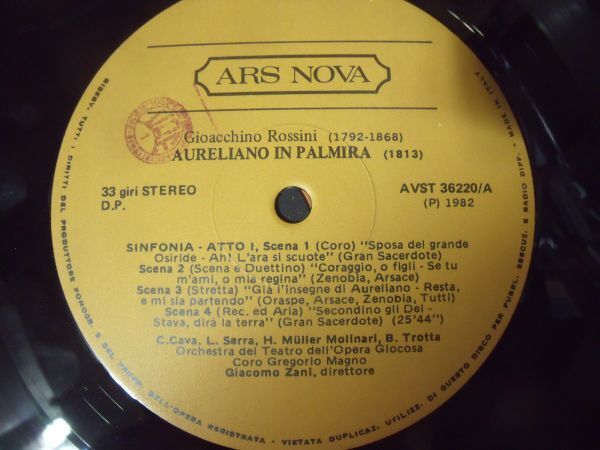 ARS NOVA
Gioacchino Rossini (1792-1868)
AURELIANO IN PALMIRA (1813)
33 giri STEREO
D.P.
AVST 36220/A
(P) 1982
SINFONIA - ATTO I, Scena 1 (Coro) "Sposa del grande
Osiride - Ah! L'ara si scuote" (Gran Sacerdote)
Scena 2 (Scena e Duettino) "Coraggio, o figli - Se tu
m'ami, o mia regina" (Zenobia, Arsace)
Scena 3 (Stretta) "Già l'insegne di Aureliano - Resta,
e mi sia partendo" (Oraspe, Arsace, Zenobia, Tutti)
Scena 4 (Rec. ed Aria) "Secondino gli Dei -
Stava, dirà la terra" (Gran Sacerdote) (25'44")
C.Cava, L. Serra, H. Müller Molinari, B. Trotta
Orchestra del Teatro dell'Opera Giocosa
Coro Gregorio Magno
Giacomo Zani, direttore
RISERV. TUTTI I DIRITTI DEL PRODUTTORE FONOGR. E DEL PROPR. DELL'OPERA REGISTRATA - VIETATA DUPLICAZ. UTILIZZ. DI QUESTO DISCO PER PUBBL. ESECUZ. E RADIO DIFF. - MADE IN ITALY